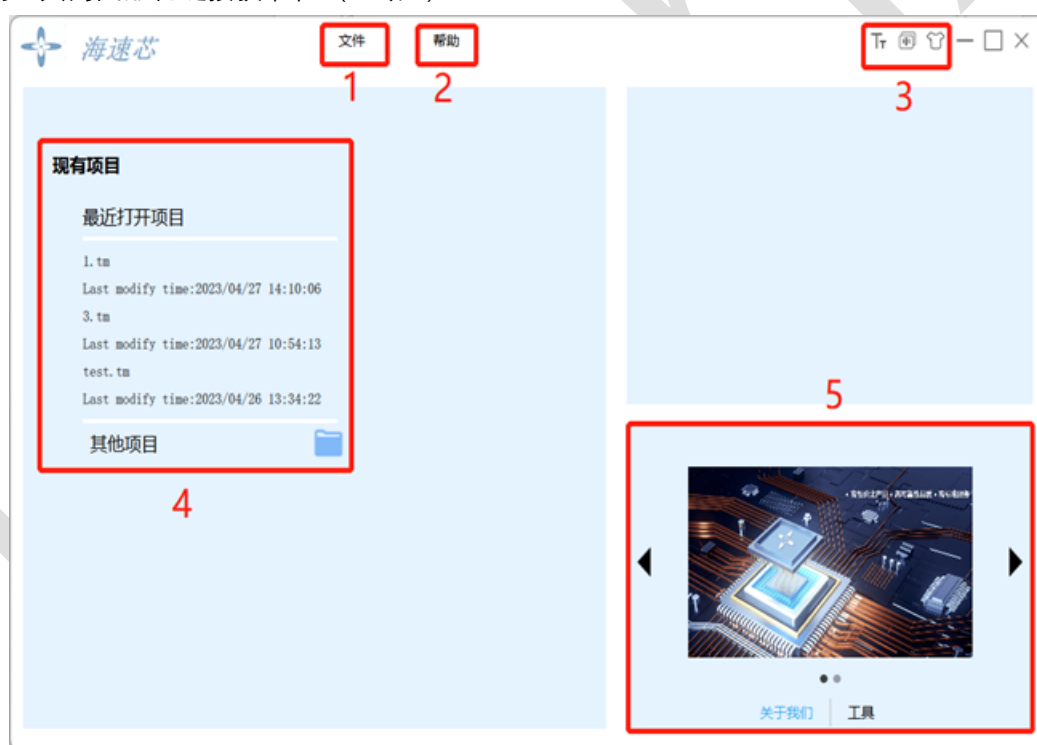 海速芯
文件
帮助
1
2
3
现有项目
最近打开项目
1.tm
Last modify time:2023/04/27 14:10:06
3.tm
Last modify time:2023/04/27 10:54:13
test.tm
Last modify time:2023/04/26 13:34:22
其他项目
4
5
关于我们
工具